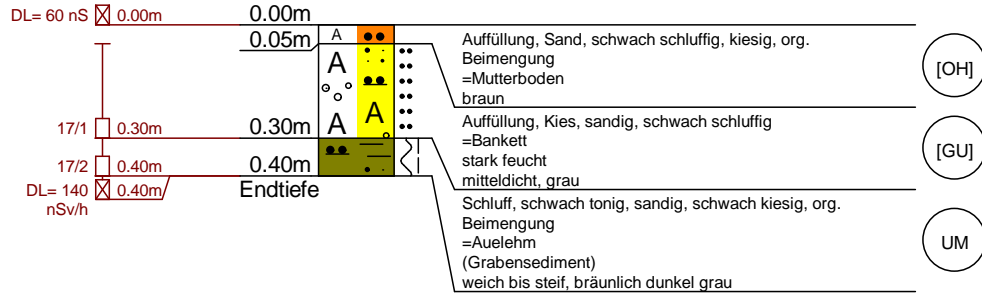 DL= 60 nS 0.00m 0.00m
0.05m
A
A
A
A
Auffüllung, Sand, schwach schluffig, kiesig, org.
Beimengung
=Mutterboden
braun
[OH]
17/1 0.30m 0.30m
Auffüllung, Kies, sandig, schwach schluffig
=Bankett
stark feucht
mitteldicht, grau
[GU]
17/2 0.40m 0.40m
DL= 140 0.40m
nSv/h
Endtiefe
Schluff, schwach tonig, sandig, schwach kiesig, org.
Beimengung
=Auelehm
(Grabensediment)
weich bis steif, bräunlich dunkel grau
UM